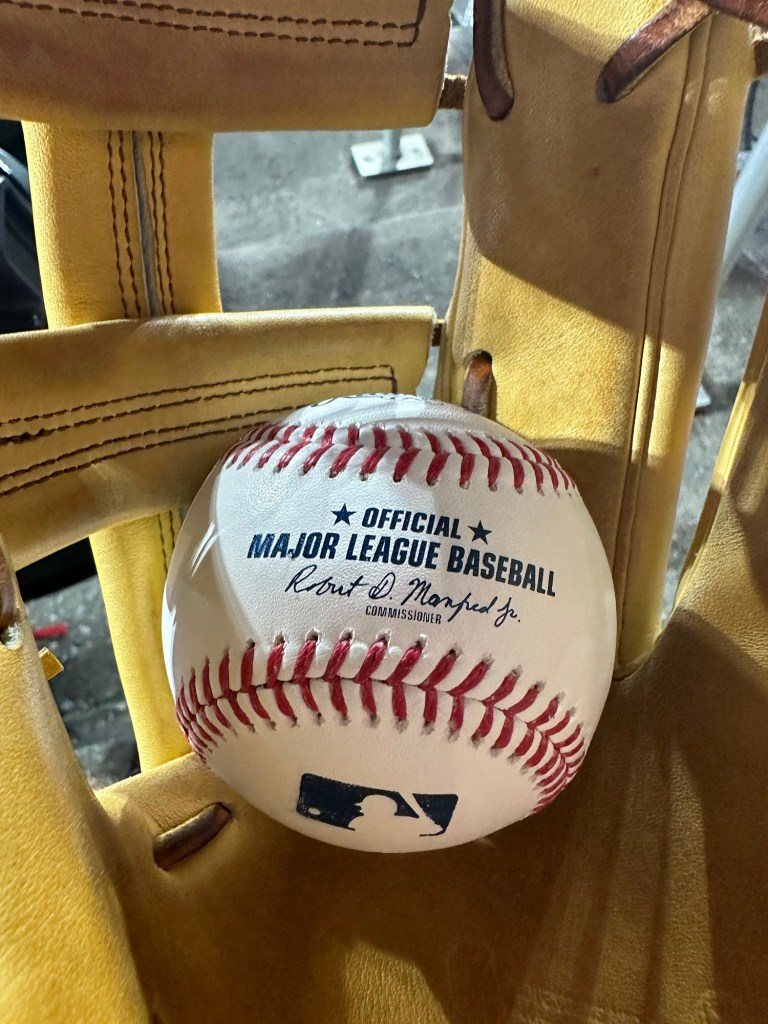 OFFICIAL
MAJOR LEAGUE BASEBALL
Robert D. Manfred Jr.
COMMISSIONER